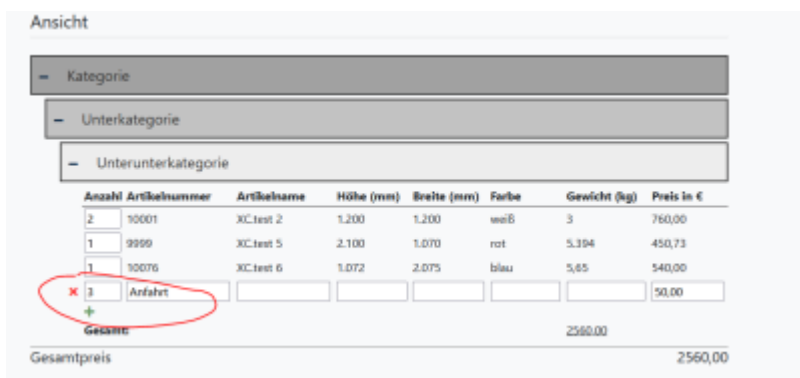 Ansicht
− Kategorie
− Unterkategorie
− Unterunterkategorie
Anzahl Artikelnummer Artikelname Höhe (mm) Breite (mm) Farbe Gewicht (kg) Preis in €
2 10001 XC.test 2 1.200 1.200 weiß 3 760,00
1 9999 XC.test 5 2.100 1.070 rot 5.394 450,73
1 10076 XC.test 6 1.072 2.075 blau 5,65 540,00
3 Anfahrt 50,00
Gesamt: 2560.00
Gesamtpreis 2560,00